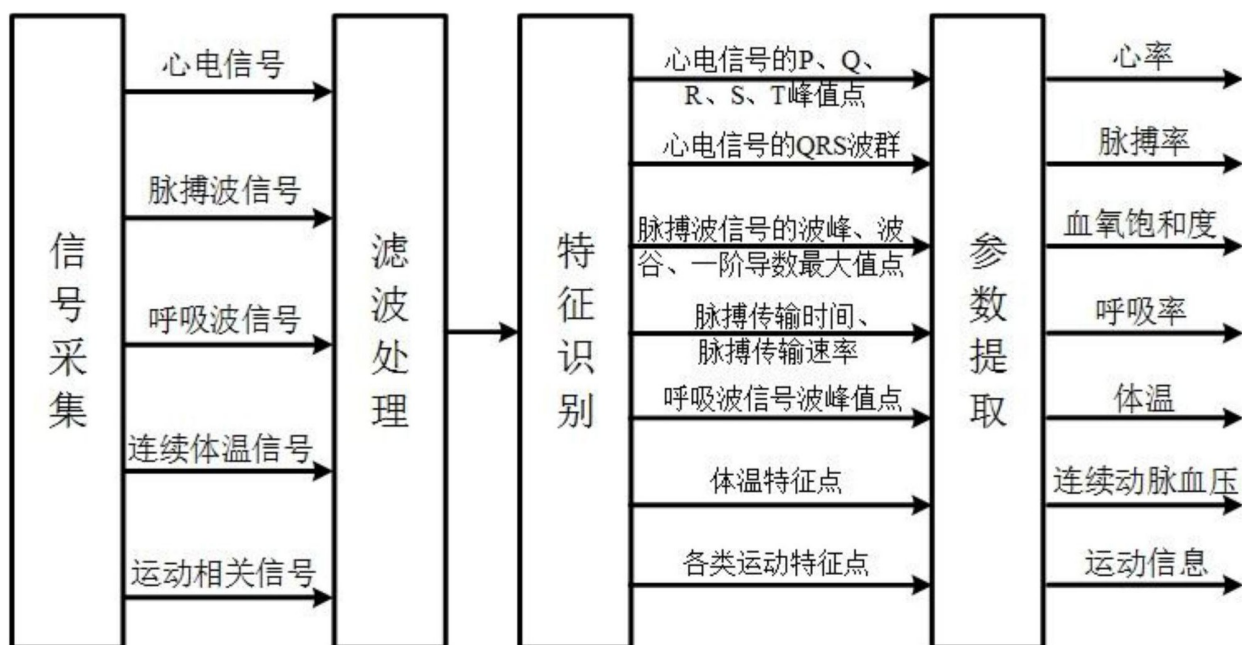 信号采集
心电信号
脉搏波信号
呼吸波信号
连续体温信号
运动相关信号
滤波处理
特征识别
心电信号的P、Q、
R、S、T峰值点
心电信号的QRS波群
脉搏波信号的波峰、波
谷、一阶导数最大值点
脉搏传输时间、
脉搏传输速率
呼吸波信号波峰值点
体温特征点
各类运动特征点
参数提取
心率
脉搏率
血氧饱和度
呼吸率
体温
连续动脉血压
运动信息